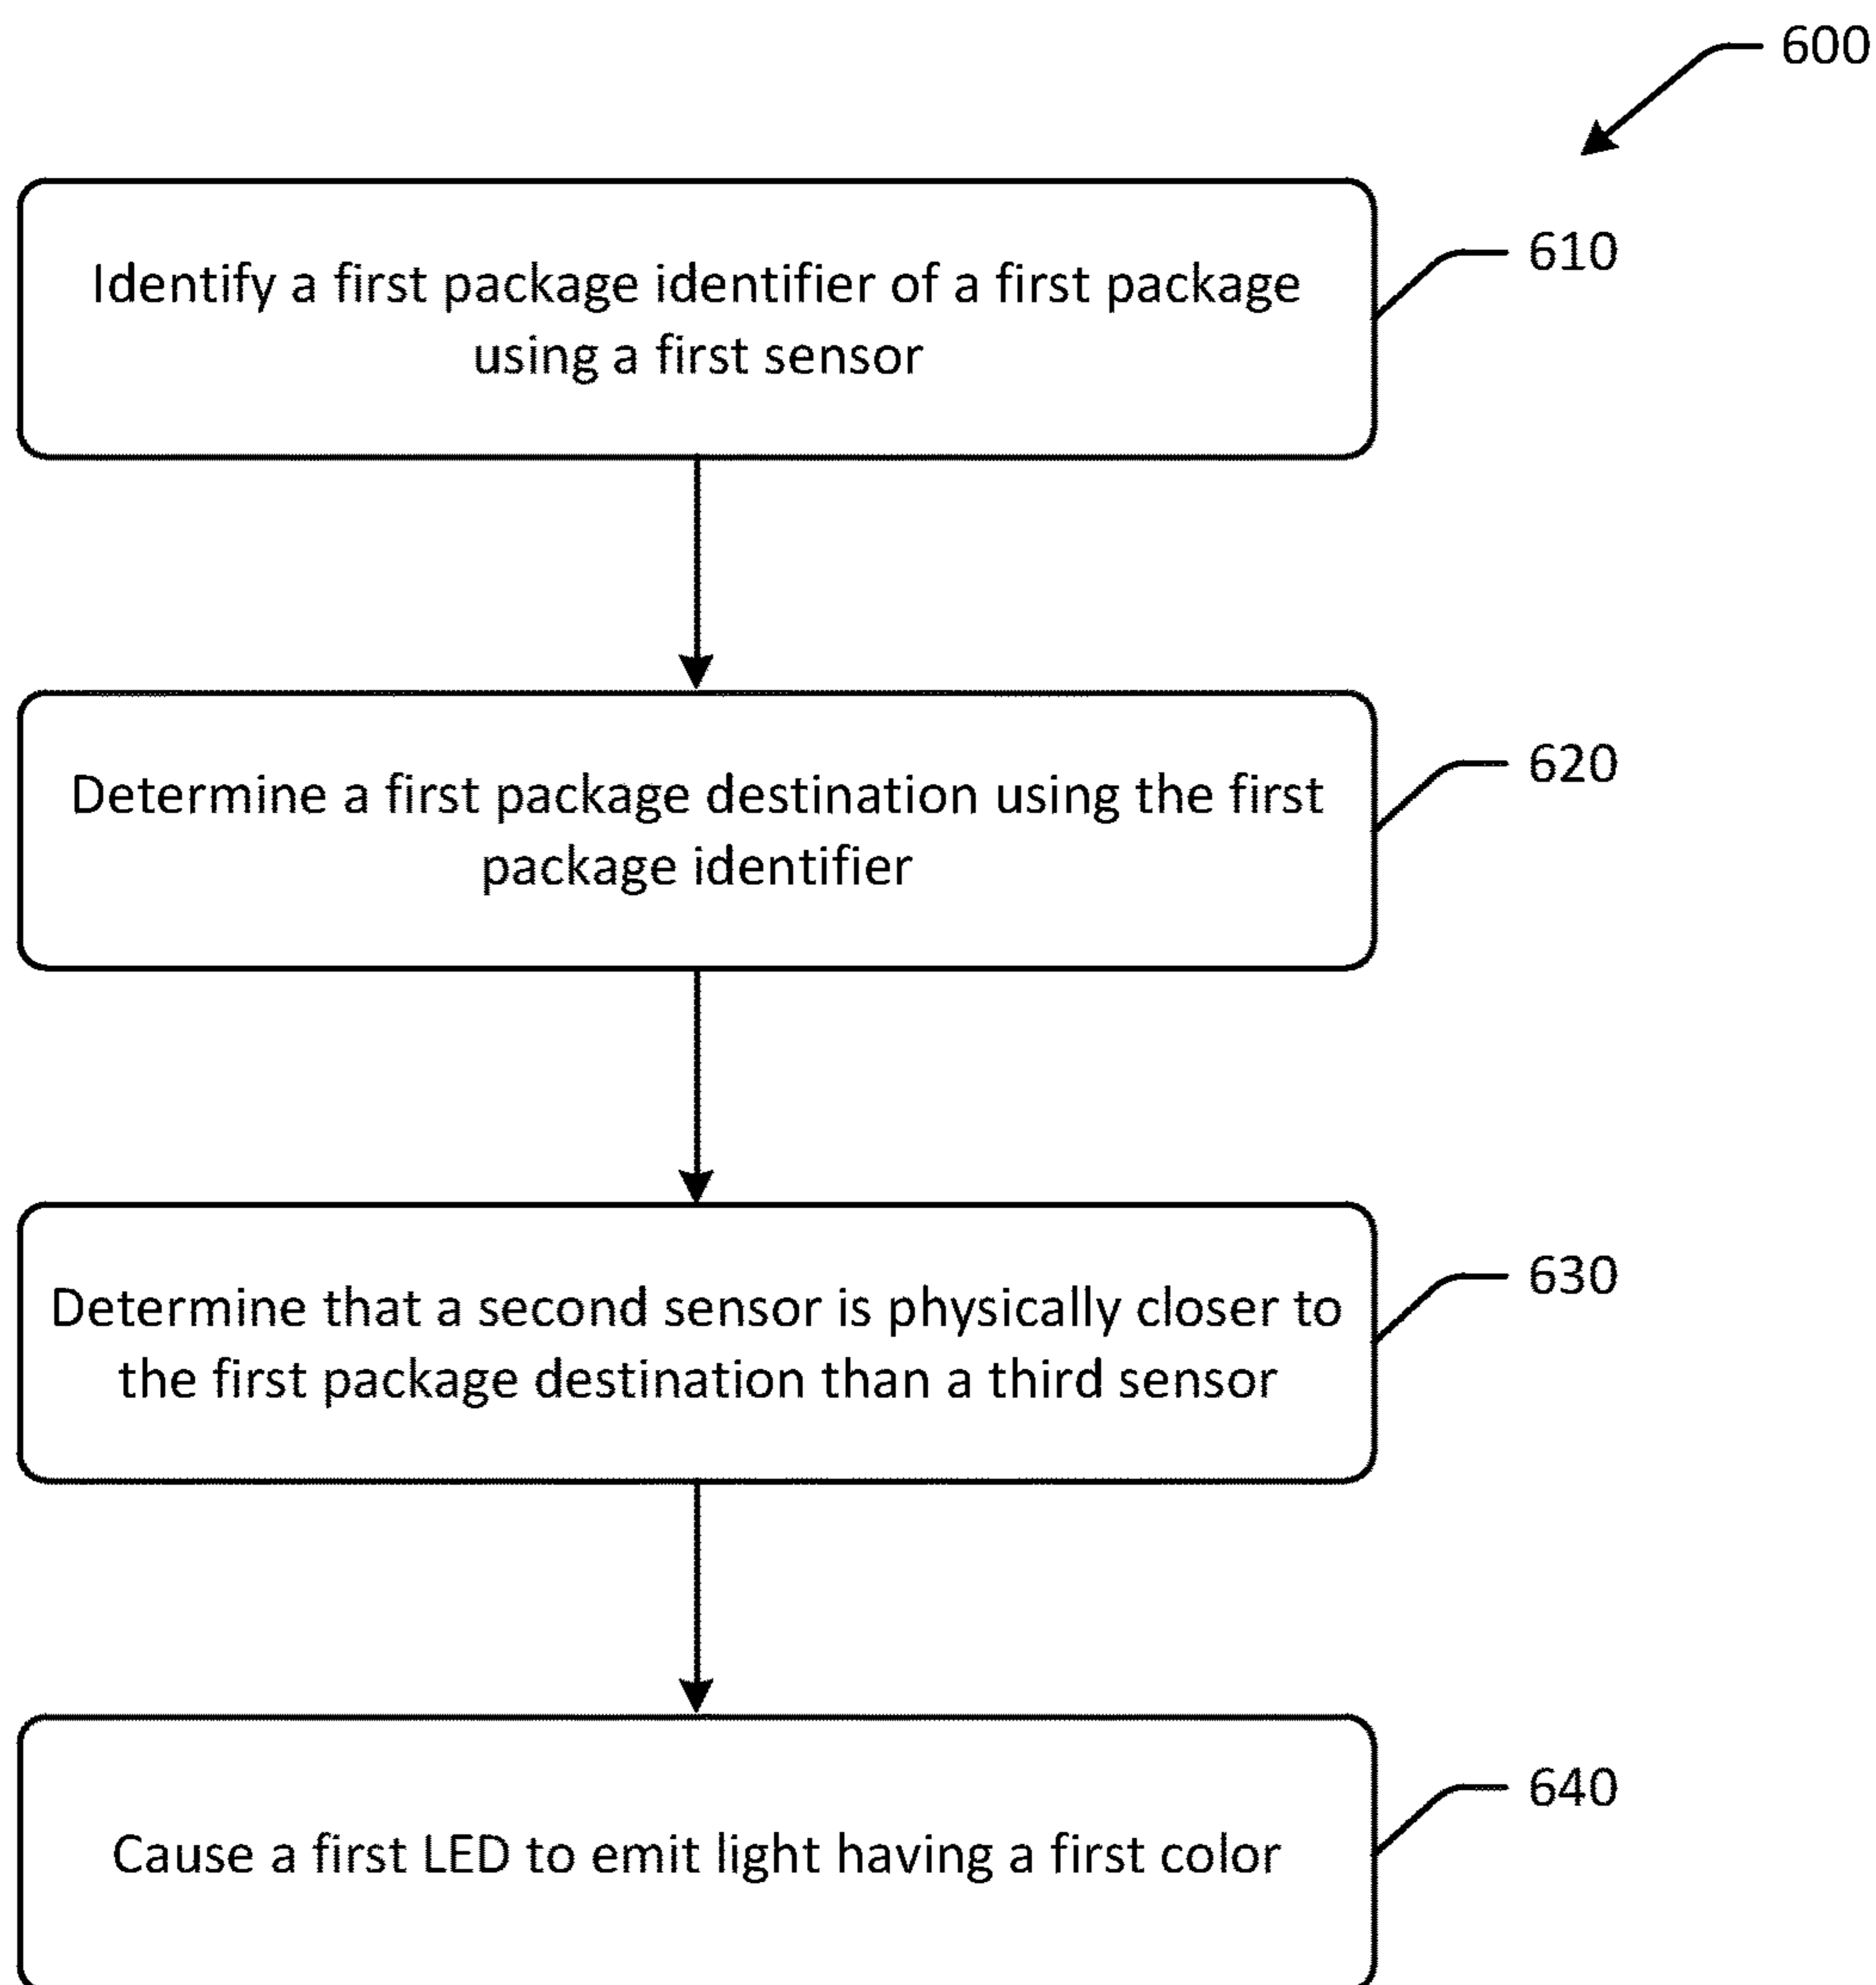 600
Identify a first package identifier of a first package
using a first sensor
610
Determine a first package destination using the first
package identifier
620
Determine that a second sensor is physically closer to
the first package destination than a third sensor
630
Cause a first LED to emit light having a first color
640